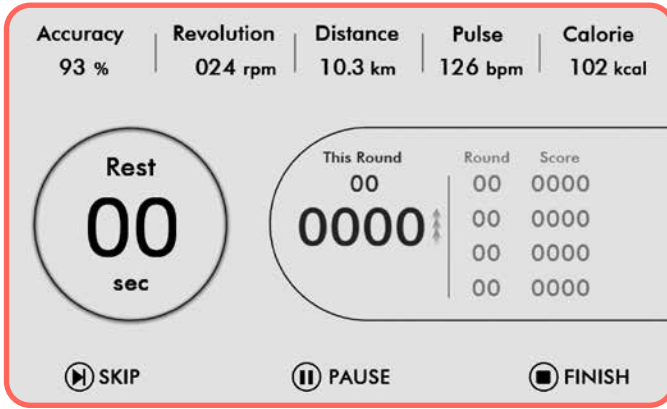 Accuracy Revolution Distance Pulse Calorie
93 % 024 rpm 10.3 km 126 bpm 102 kcal
Rest
00
sec
This Round
00
0000
Round Score
00 0000
00 0000
00 0000
00 0000
SKIP PAUSE FINISH